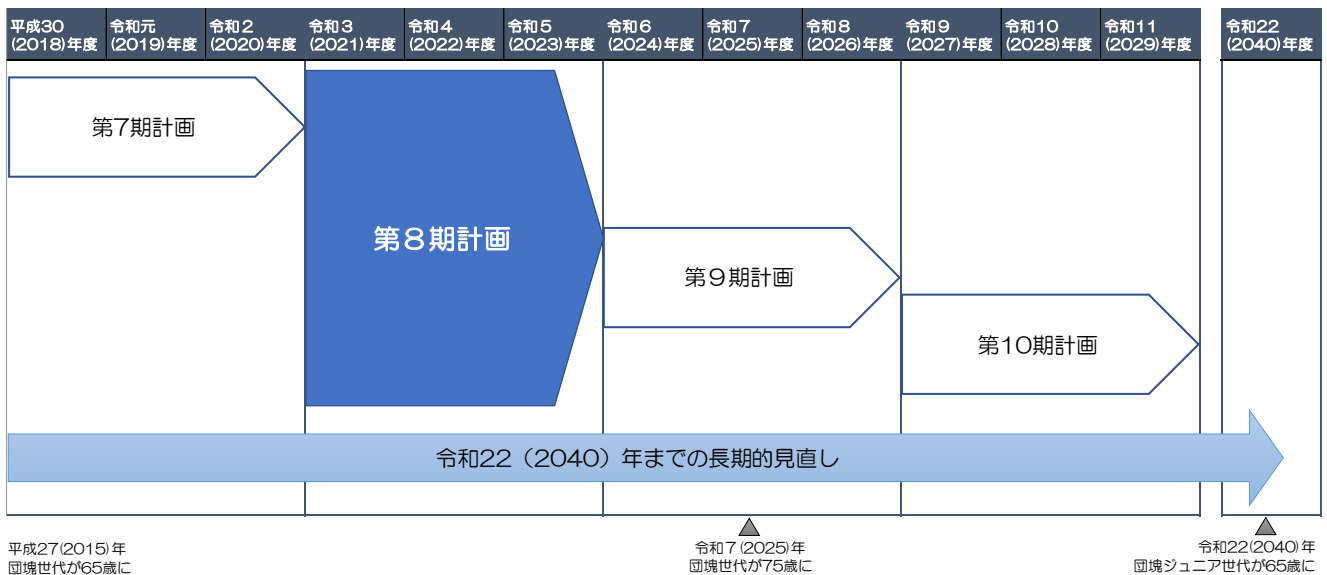 平成30
(2018)年度
令和元
(2019)年度
令和２
(2020)年度
令和３
(2021)年度
令和４
(2022)年度
令和５
(2023)年度
令和６
(2024)年度
令和７
(2025)年度
令和８
(2026)年度
令和９
(2027)年度
令和10
(2028)年度
令和11
(2029)年度
令和22
(2040)年度
第7期計画
第８期計画
第９期計画
第10期計画
令和22（2040）年までの長期的見直し
平成27(2015)年
団塊世代が65歳に
令和７(2025)年
団塊世代が75歳に
令和22(2040)年
団塊ジュニア世代が65歳に